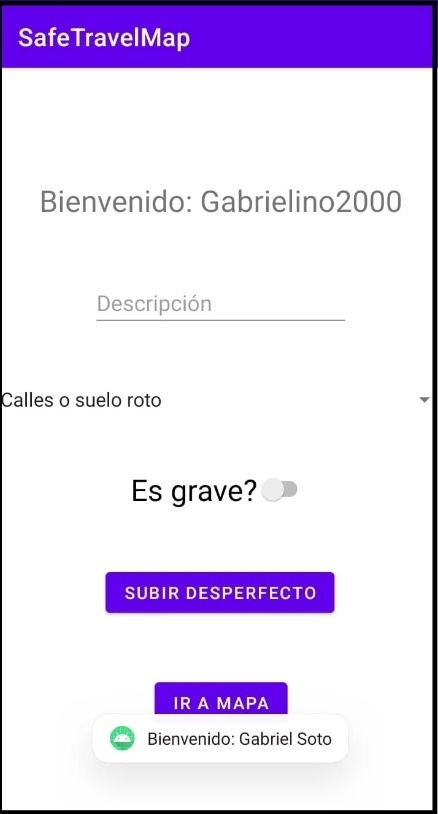 SafeTravelMap
Bienvenido: Gabrielino2000
Descripción
Calles o suelo roto
Es grave?
SUBIR DESPERFECTO
IR A MAPA
Bienvenido: Gabriel Soto